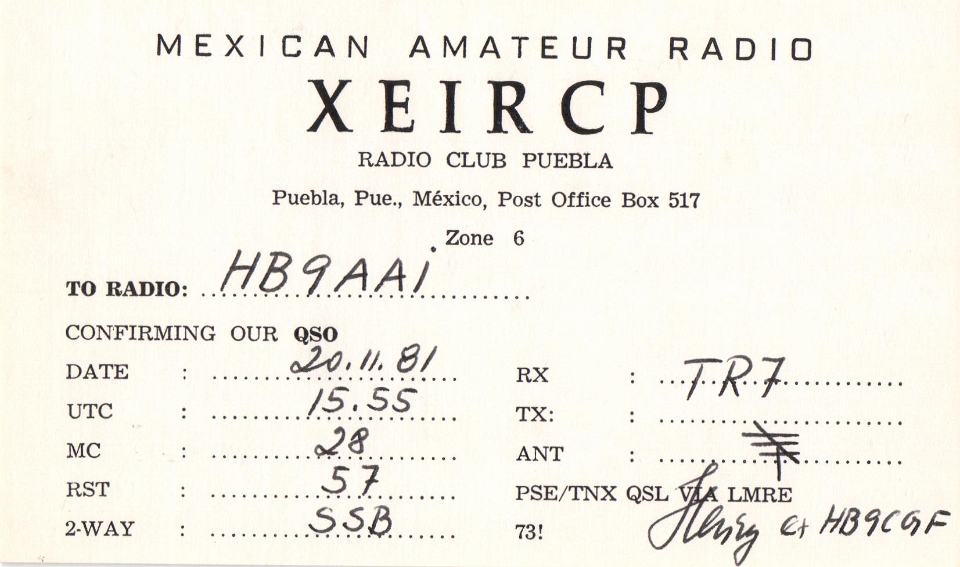 MEXICAN AMATEUR RADIO
XEIRCP
RADIO CLUB PUEBLA
Puebla, Pue., México, Post Office Box 517
Zone 6
TO RADIO: HB9AAi
CONFIRMING OUR QSO
DATE : 20.11.81
UTC : 15.55
MC : 28
RST : 57
2-WAY : SSB
RX : TR7
TX: :
ANT :
PSE/TNX QSL VIA LMRE
73! Henry et HB9CGF